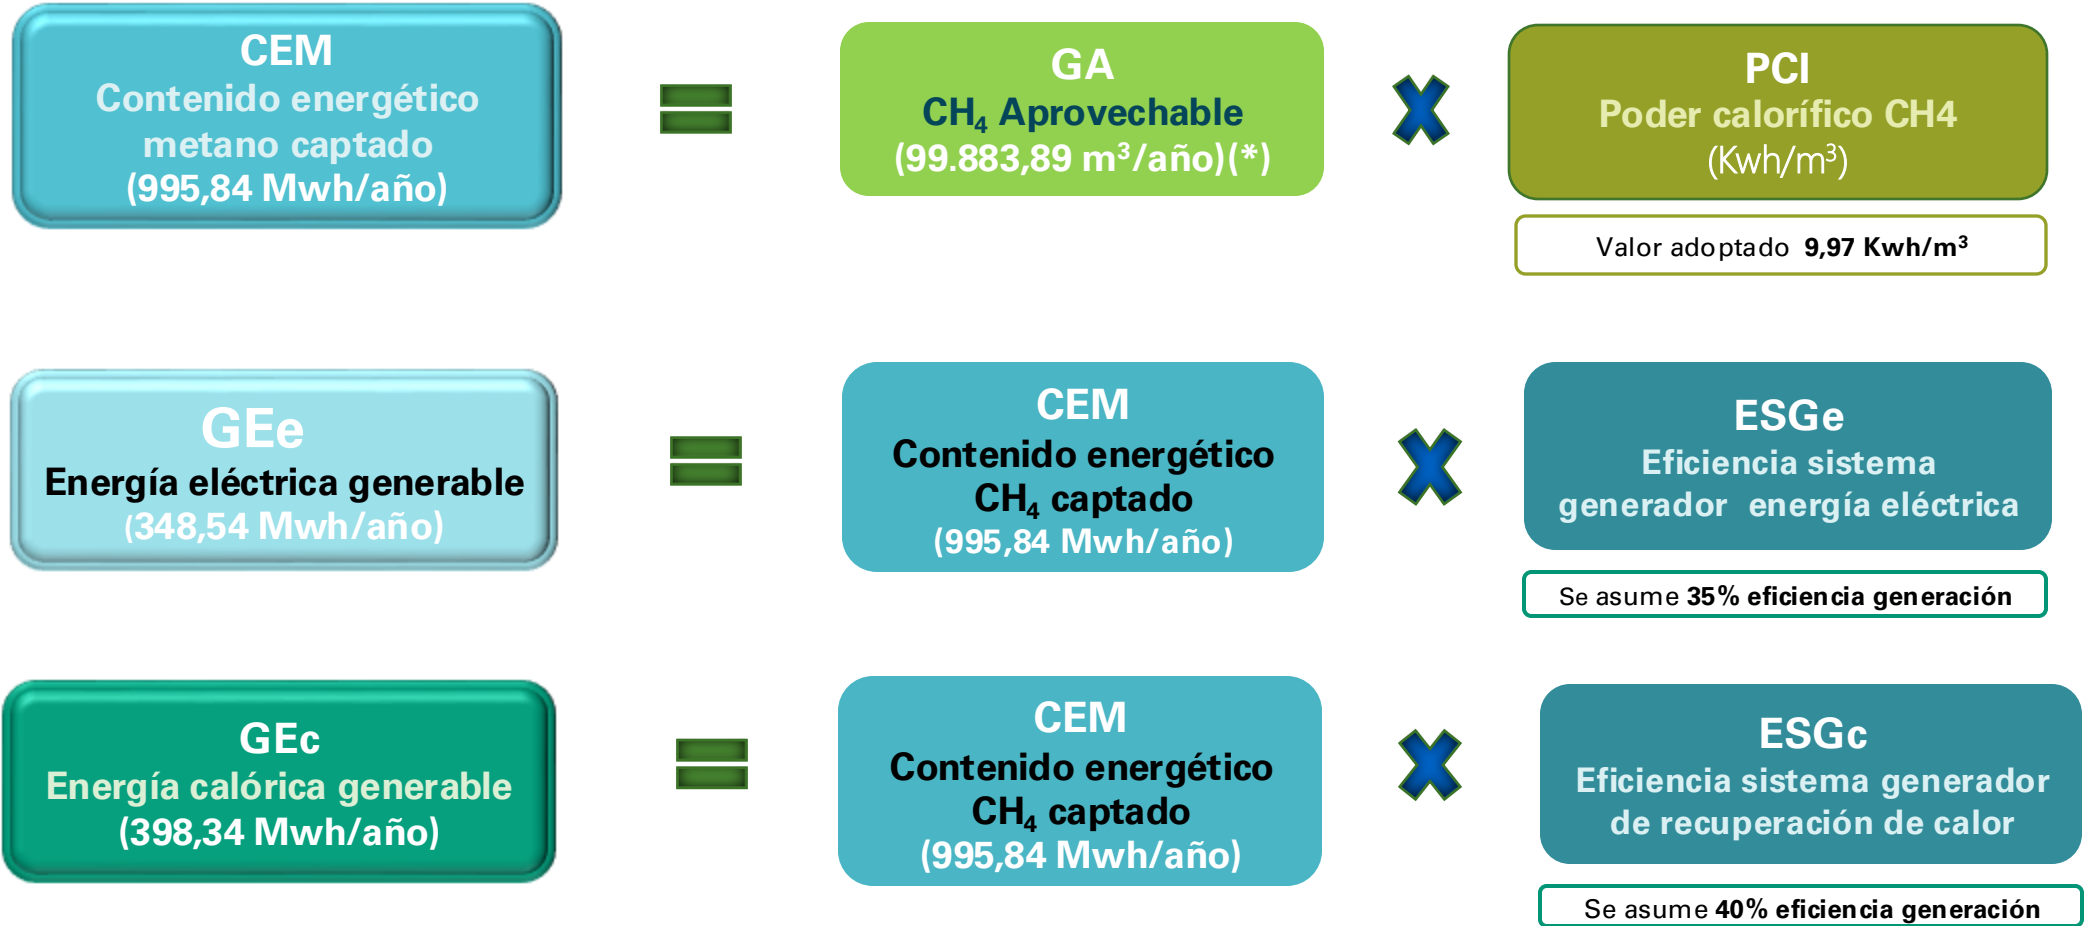 CEM
Contenido energético
metano captado
(995,84 Mwh/año)
GA
CH₄ Aprovechable
(99.883,89 m³/año)(*)
PCI
Poder calorífico CH4
(Kwh/m³)
Valor adoptado 9,97 Kwh/m³
GEe
Energía eléctrica generable
(348,54 Mwh/año)
CEM
Contenido energético
CH₄ captado
(995,84 Mwh/año)
ESGe
Eficiencia sistema
generador energía eléctrica
Se asume 35% eficiencia generación
GEc
Energía calórica generable
(398,34 Mwh/año)
CEM
Contenido energético
CH₄ captado
(995,84 Mwh/año)
ESGc
Eficiencia sistema generador
de recuperación de calor
Se asume 40% eficiencia generación